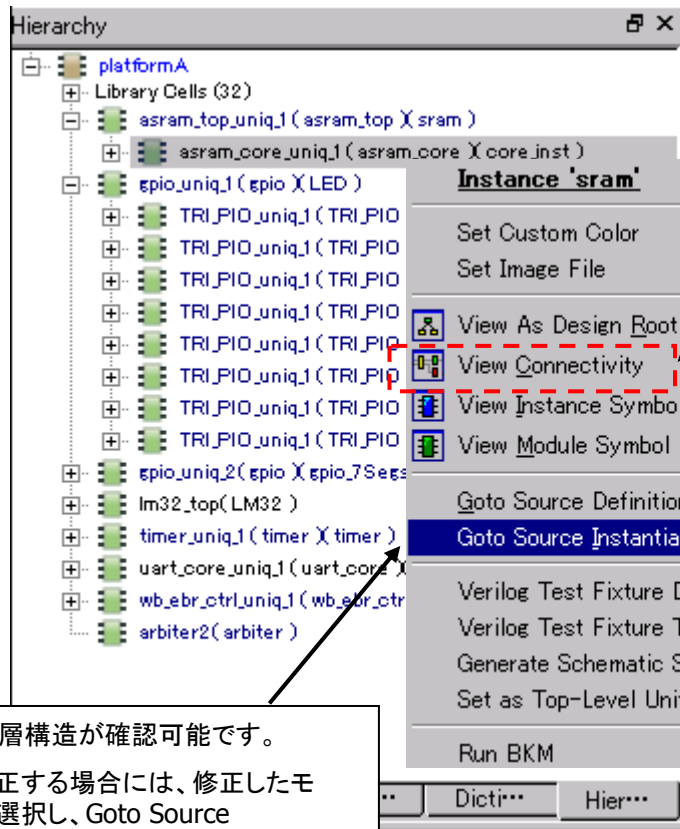 Hierarchy
platformA
Library Cells (32)
asram_top_uniq_1 ( asram_top )( sram )
asram_core_uniq_1 ( asram_core )( core_inst )
gpio_uniq_1 ( gpio )( LED )
TRI_PIO_uniq_1 ( TRI_PIO
TRI_PIO_uniq_1 ( TRI_PIO
TRI_PIO_uniq_1 ( TRI_PIO
TRI_PIO_uniq_1 ( TRI_PIO
TRI_PIO_uniq_1 ( TRI_PIO
TRI_PIO_uniq_1 ( TRI_PIO
TRI_PIO_uniq_1 ( TRI_PIO
TRI_PIO_uniq_1 ( TRI_PIO
gpio_uniq_2 ( gpio )( gpio_7Segs
lm32_top( LM32 )
timer_uniq_1 ( timer )( timer )
uart_core_uniq_1 ( uart_core )(
wb_ebr_ctrl_uniq_1 ( wb_ebr_ctr
arbiter2( arbiter )
Instance 'sram'
Set Custom Color
Set Image File
View As Design Root
View Connectivity
View Instance Symbo
View Module Symbol
Goto Source Definition
Goto Source Instantia
Verilog Test Fixture D
Verilog Test Fixture T
Generate Schematic S
Set as Top-Level Uni
Run BKM
層構造が確認可能です。
正する場合には、修正したモ
選択し、Goto Source
Dicti…
Hier…